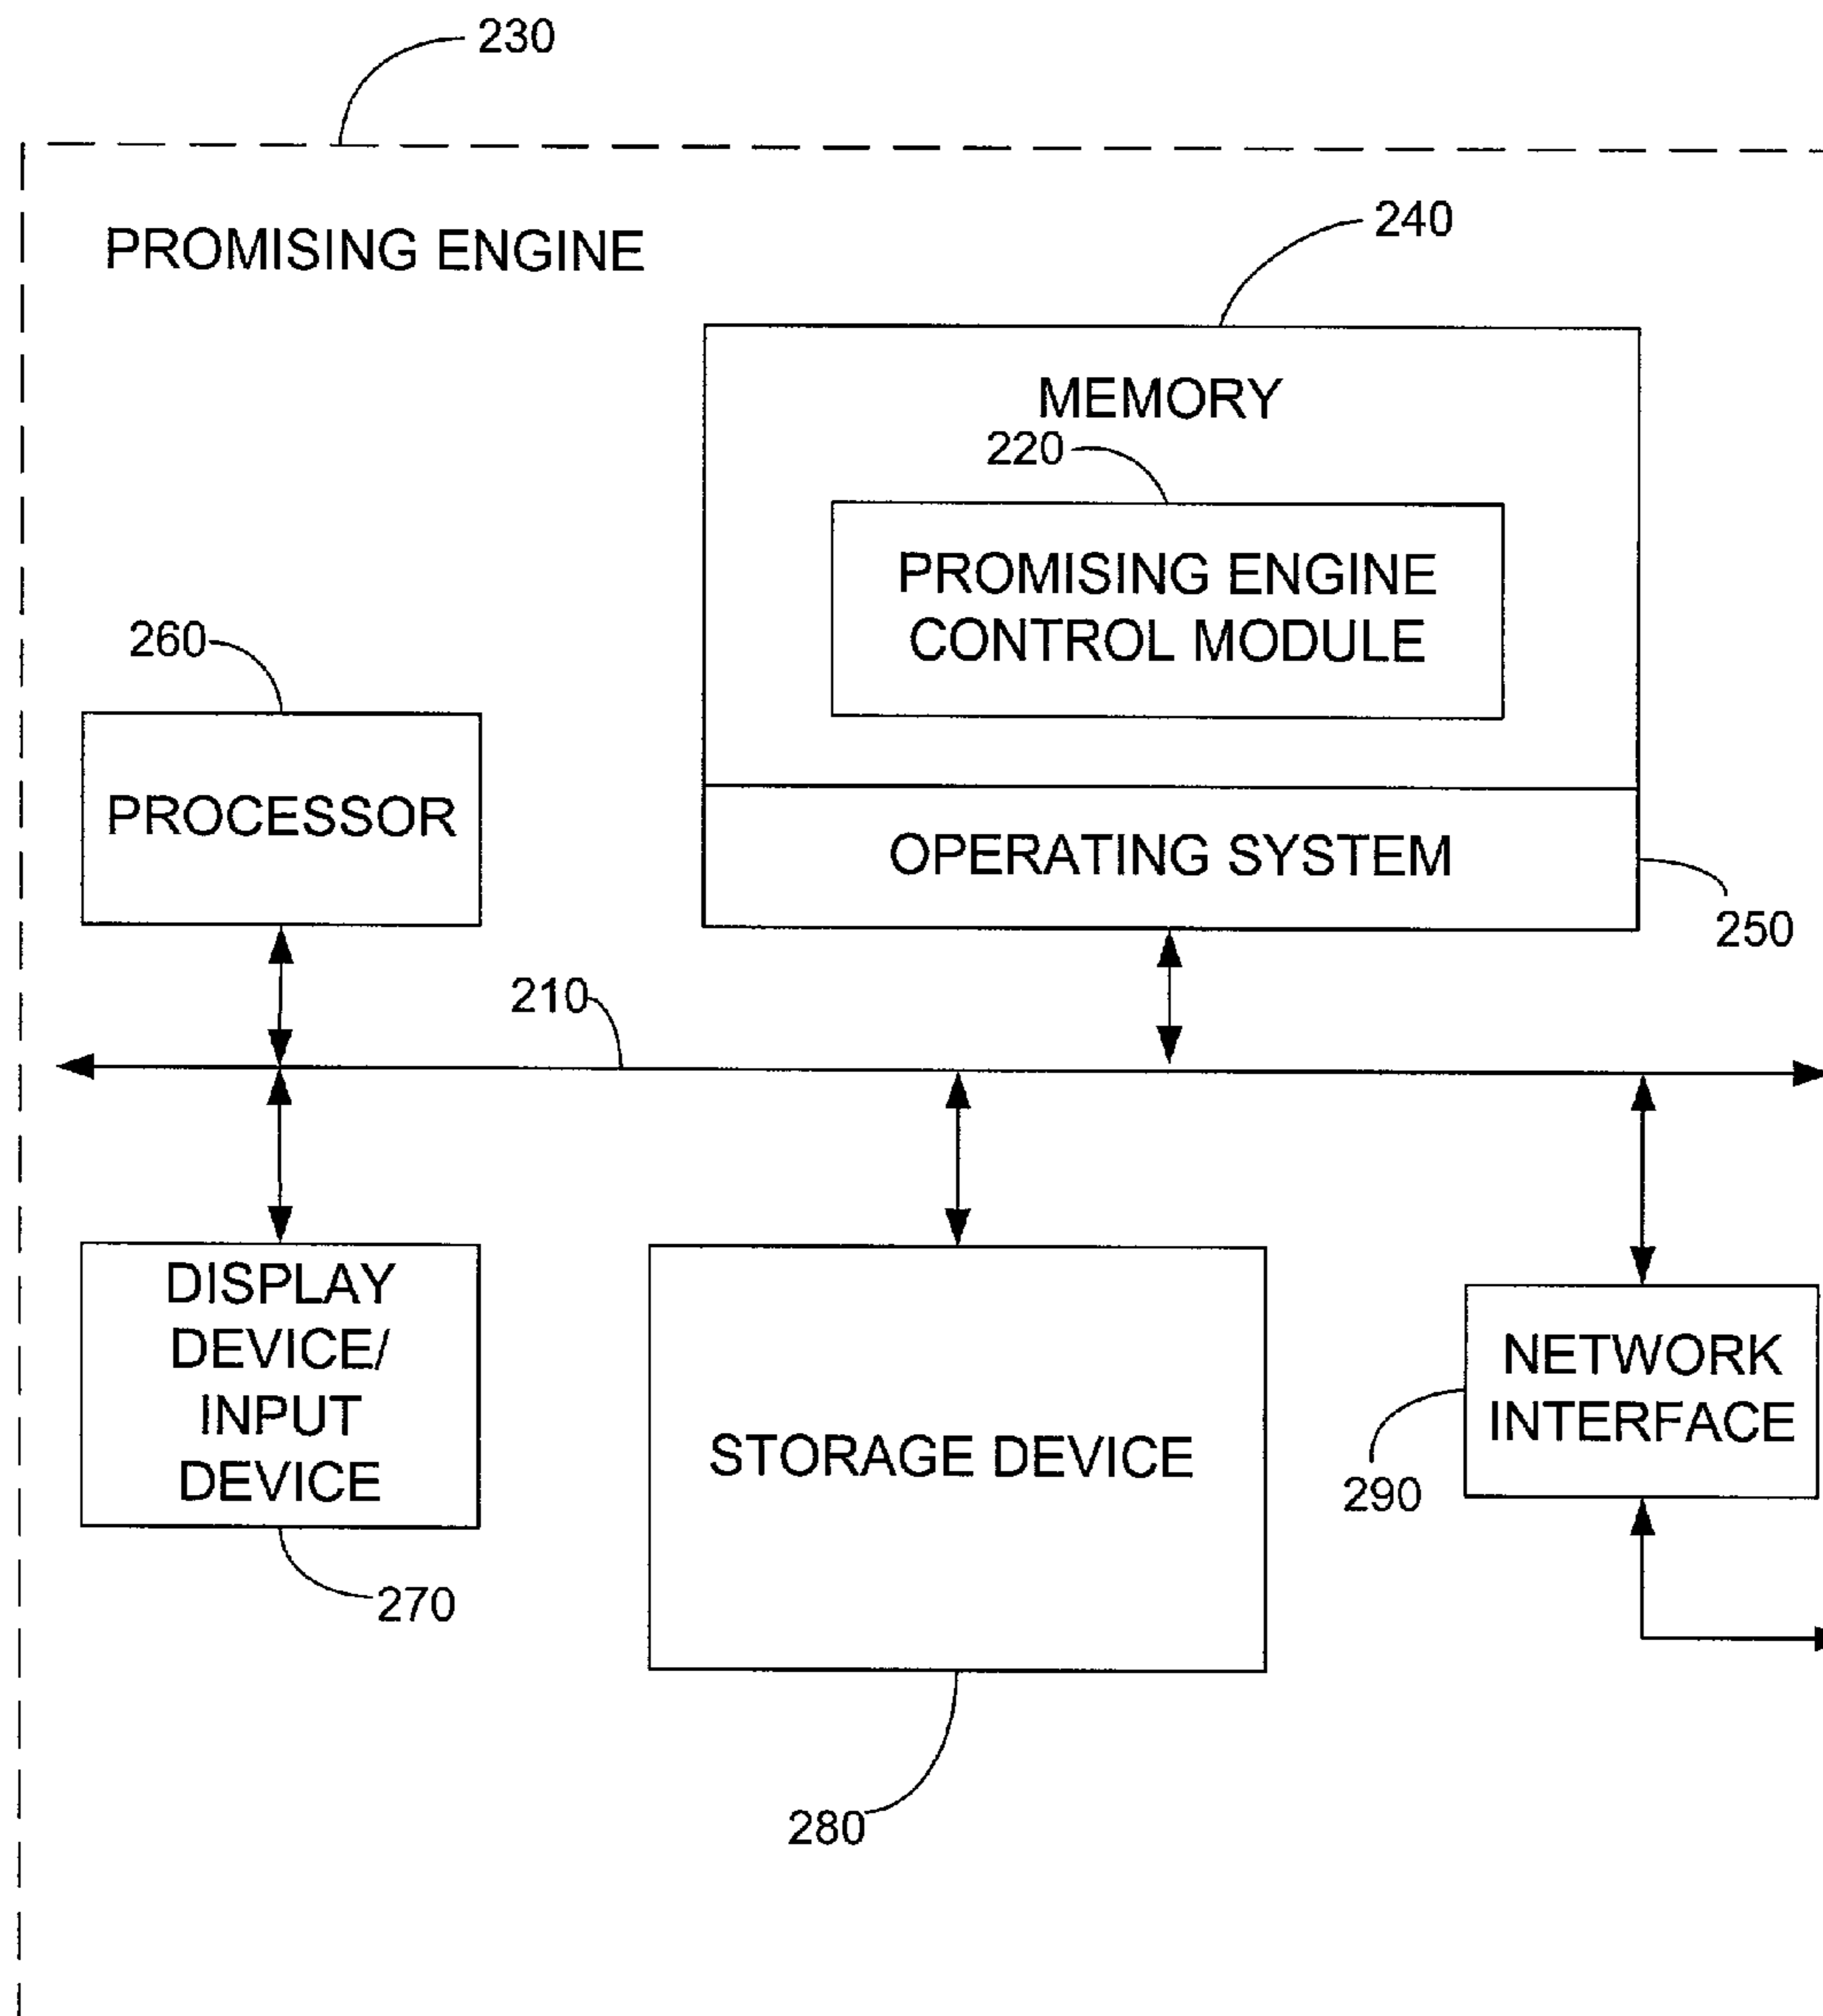 230
PROMISING ENGINE
240
MEMORY
220
PROMISING ENGINE
CONTROL MODULE
260
PROCESSOR
OPERATING SYSTEM
250
210
DISPLAY
DEVICE/
INPUT
DEVICE
NETWORK
INTERFACE
STORAGE DEVICE
290
270
280